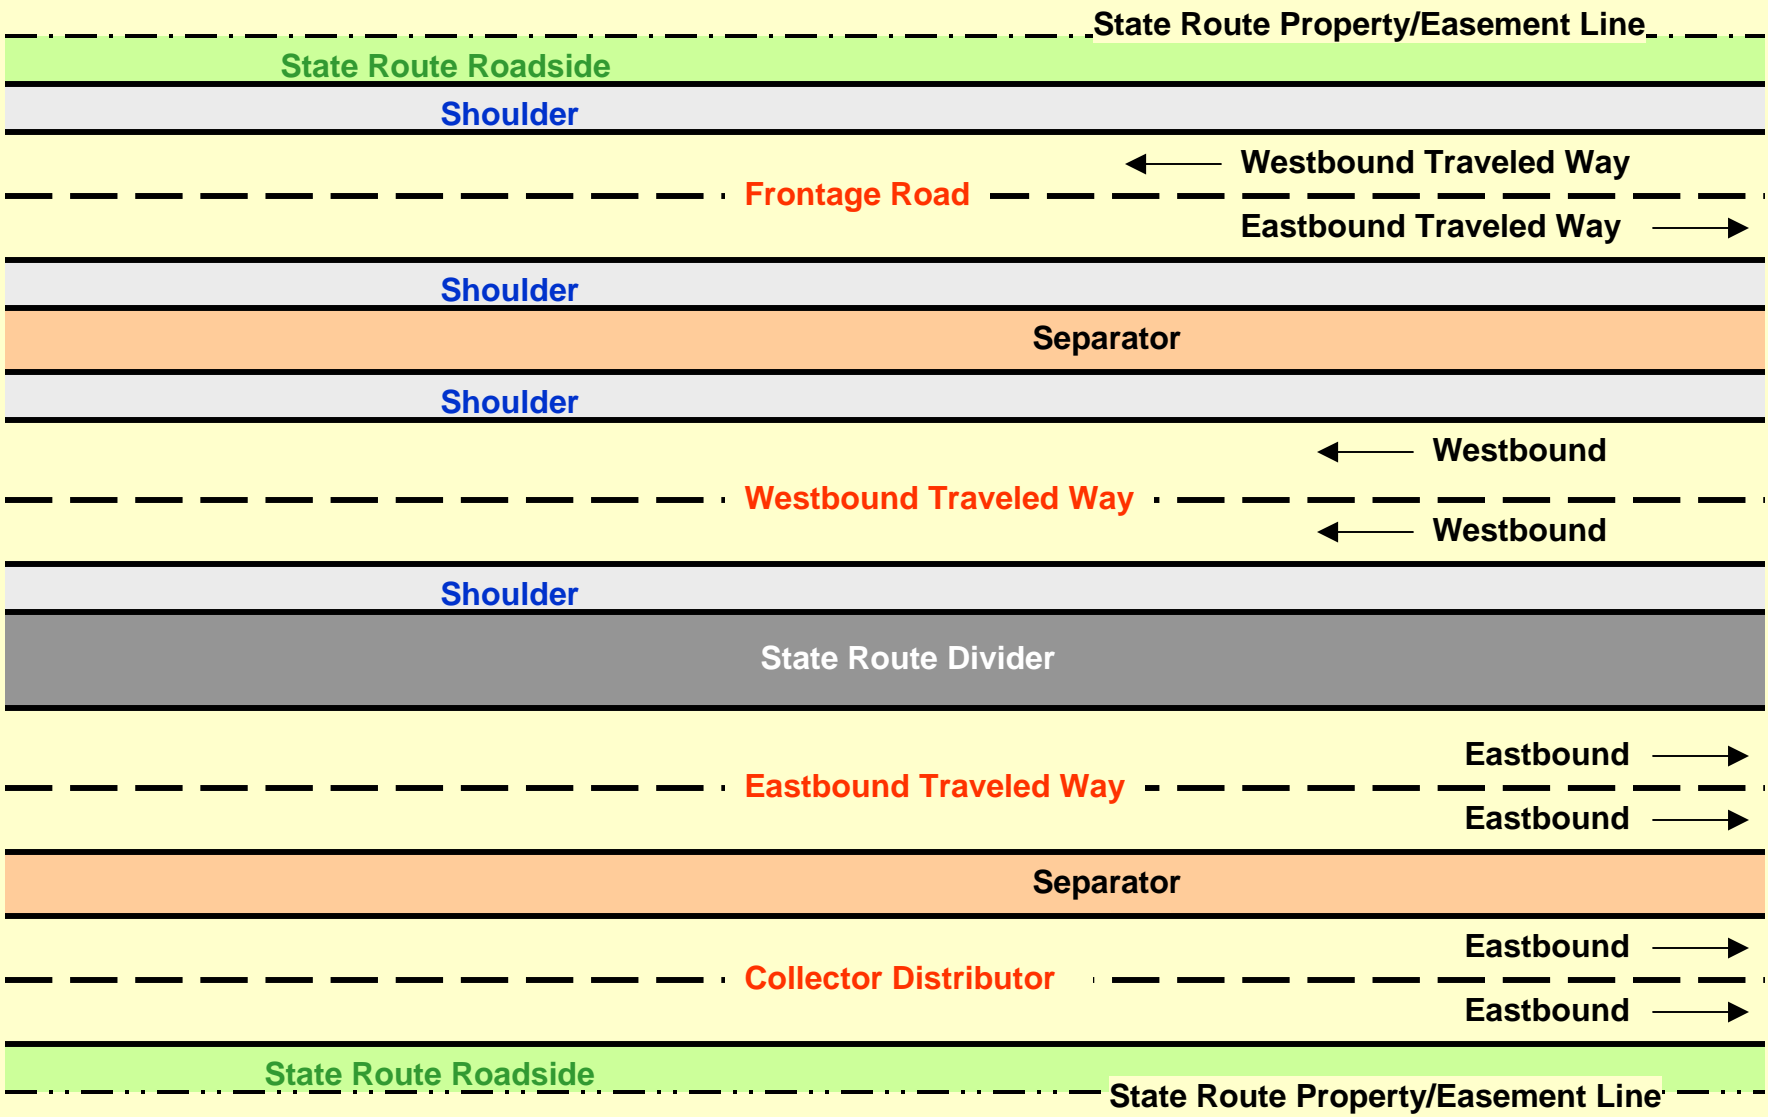 State Route Property/Easement Line
State Route Roadside
Shoulder
Westbound Traveled Way
Frontage Road
Eastbound Traveled Way
Shoulder
Separator
Shoulder
Westbound
Westbound Traveled Way
Westbound
Shoulder
State Route Divider
Eastbound
Eastbound Traveled Way
Eastbound
Separator
Eastbound
Collector Distributor
Eastbound
State Route Roadside
State Route Property/Easement Line